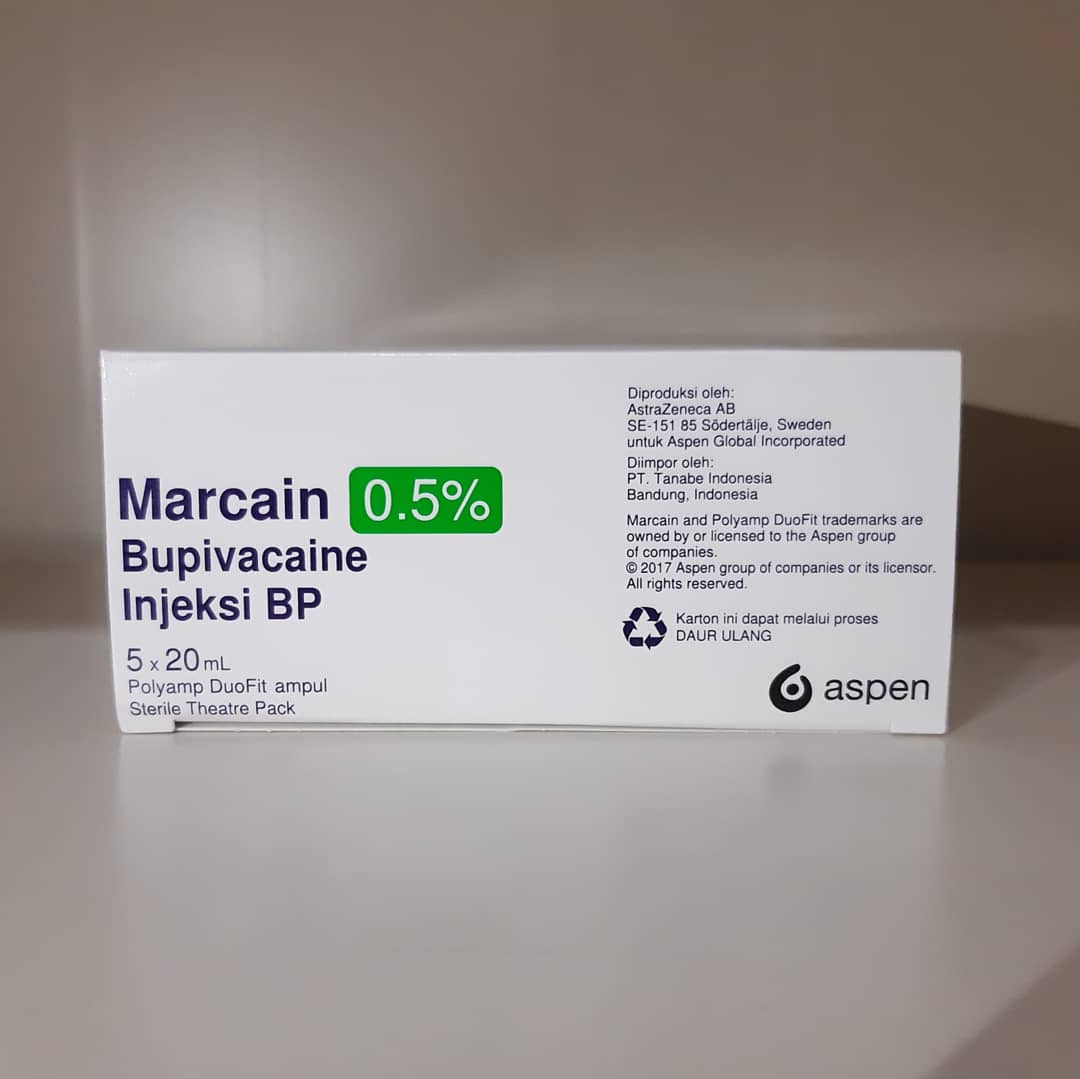 Marcain 0.5%
Bupivacaine
Injeksi BP
5 x 20 mL
Polyamp DuoFit ampul
Sterile Theatre Pack
Diproduksi oleh:
AstraZeneca AB
SE-151 85 Södertälje, Sweden
untuk Aspen Global Incorporated
Diimpor oleh:
PT. Tanabe Indonesia
Bandung, Indonesia
Marcain and Polyamp DuoFit trademarks are
owned by or licensed to the Aspen group
of companies.
© 2017 Aspen group of companies or its licensor.
All rights reserved.
Karton ini dapat melalui proses
DAUR ULANG
aspen